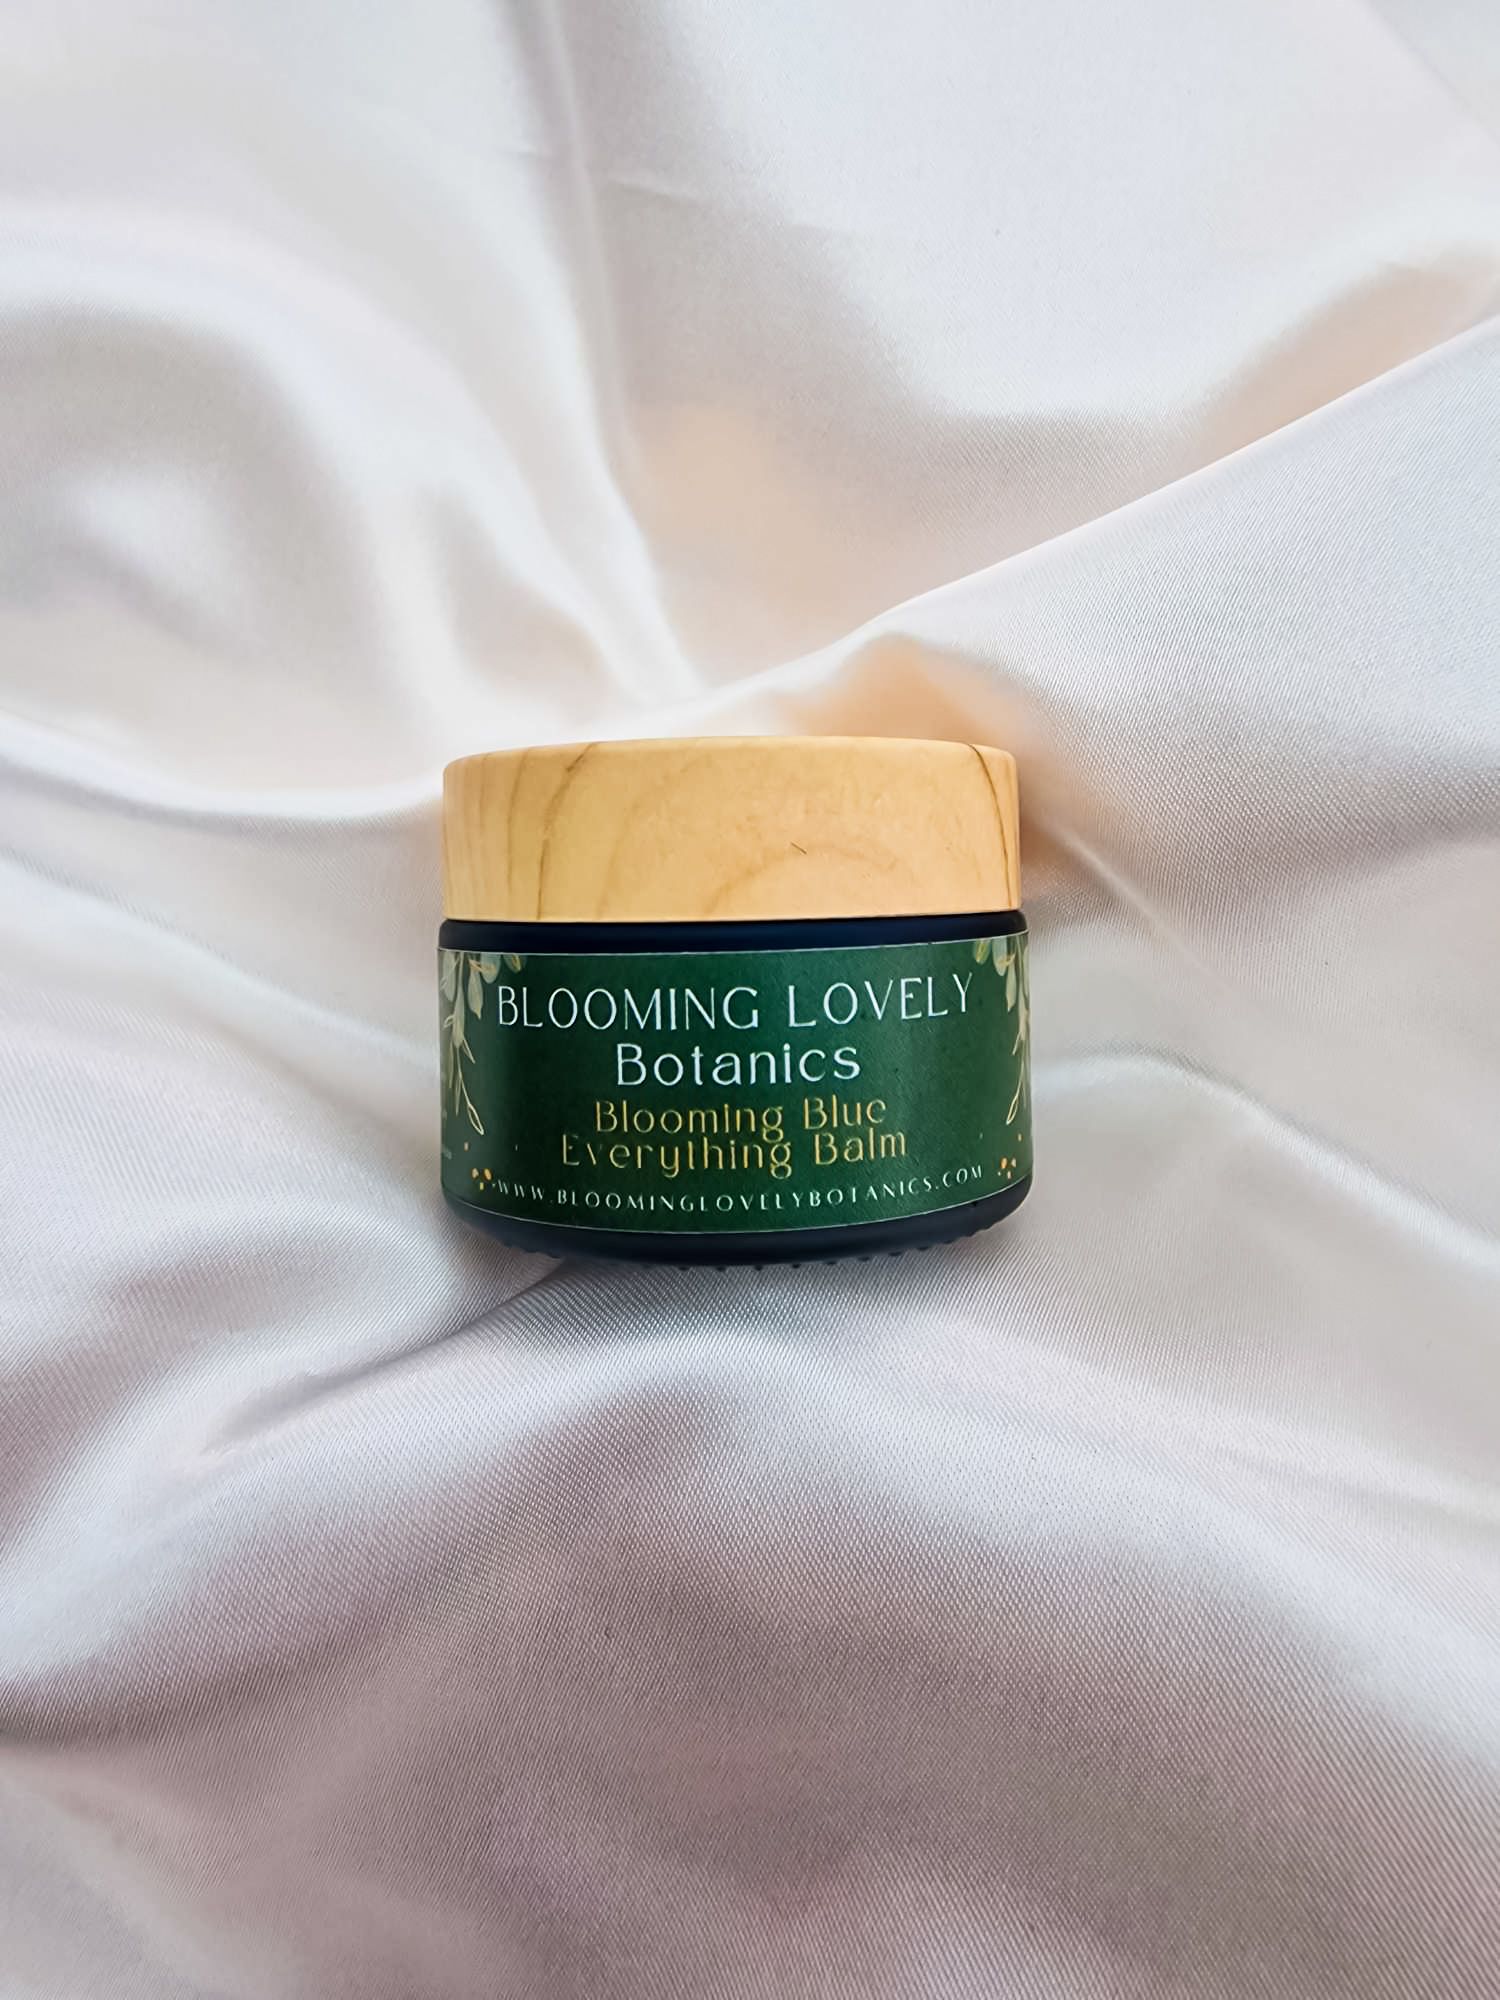 BLOOMING LOVELY
Botanics
Blooming Blue
Everything Balm
WWW.BLOOMINGLOVELYBOTANICS.COM